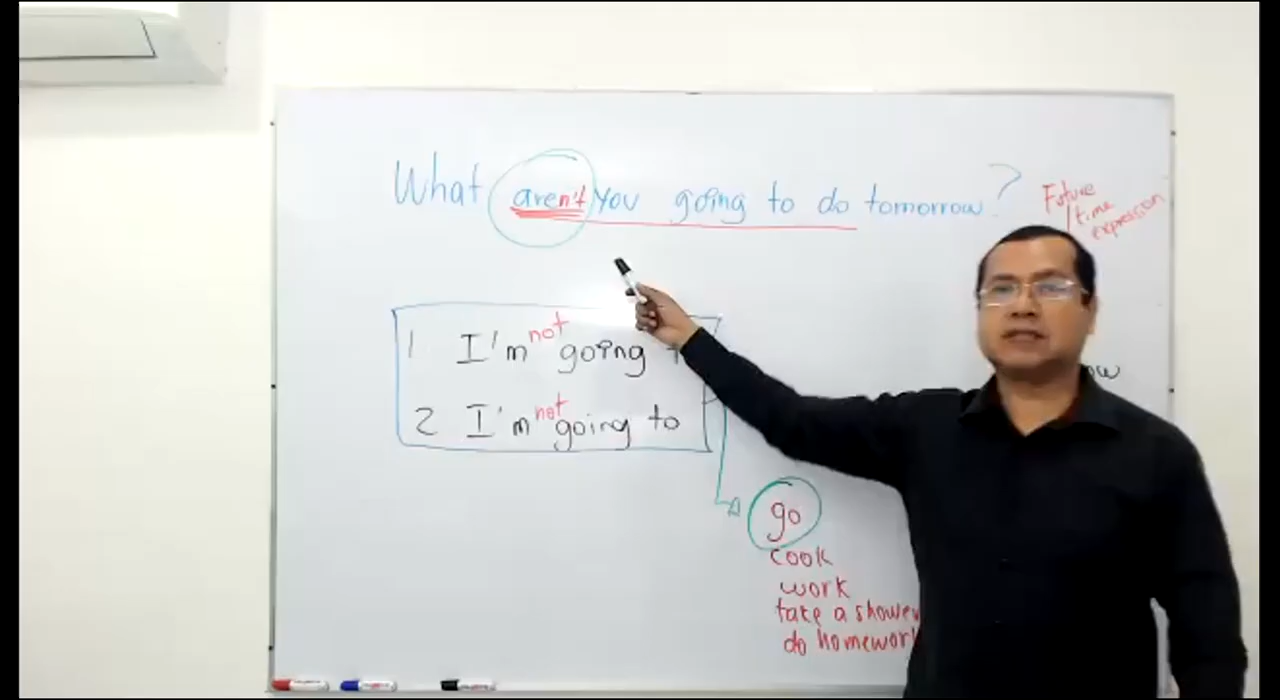 What aren't you going to do tomorrow?
Future
time
expression
1 I'm not going t
2 I'm not going to
ow
go
cook
work
take a shower
do homework